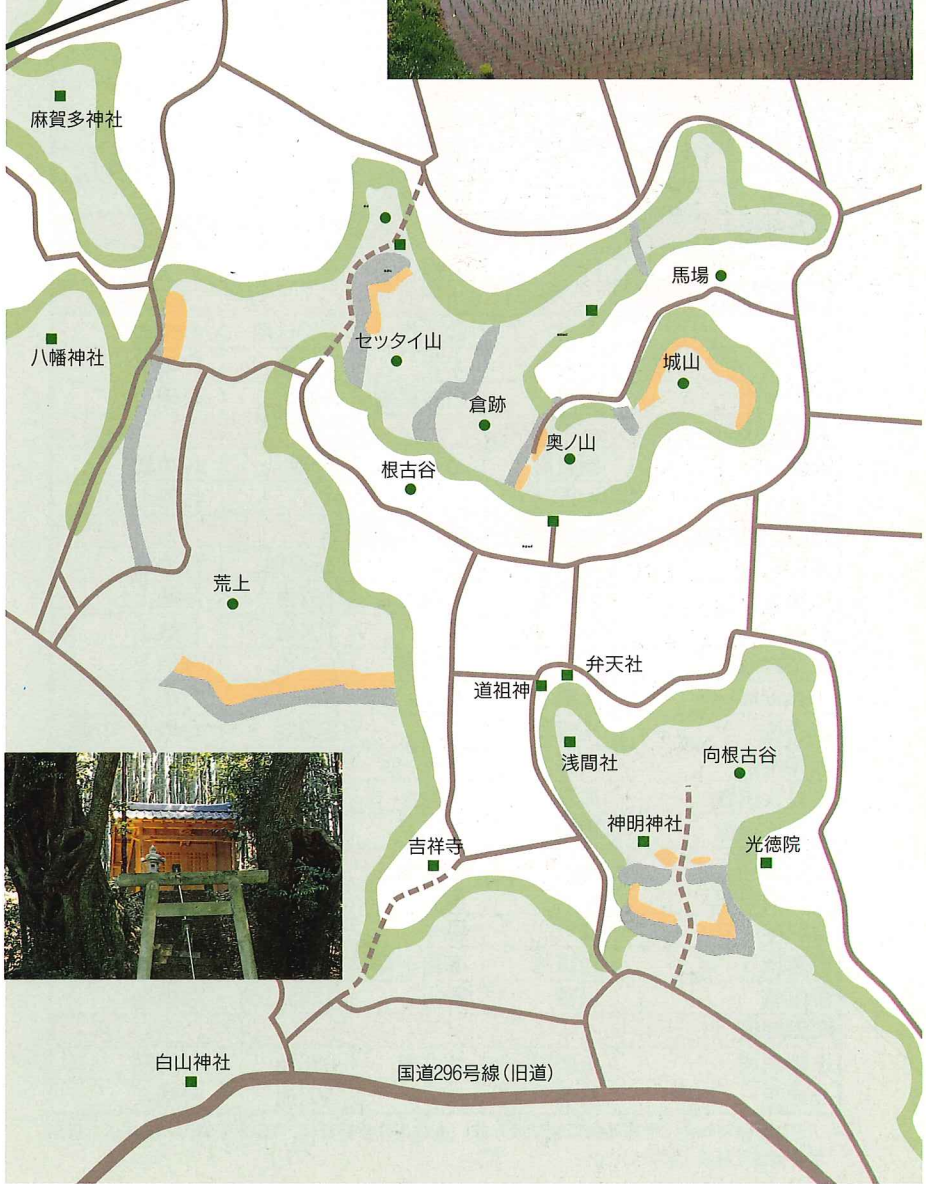 麻賀多神社
馬場
八幡神社
セッタイ山
城山
倉跡
奥ノ山
根古谷
荒上
弁天社
道祖神
浅間社
向根古谷
神明神社
吉祥寺
光徳院
白山神社
国道296号線(旧道)